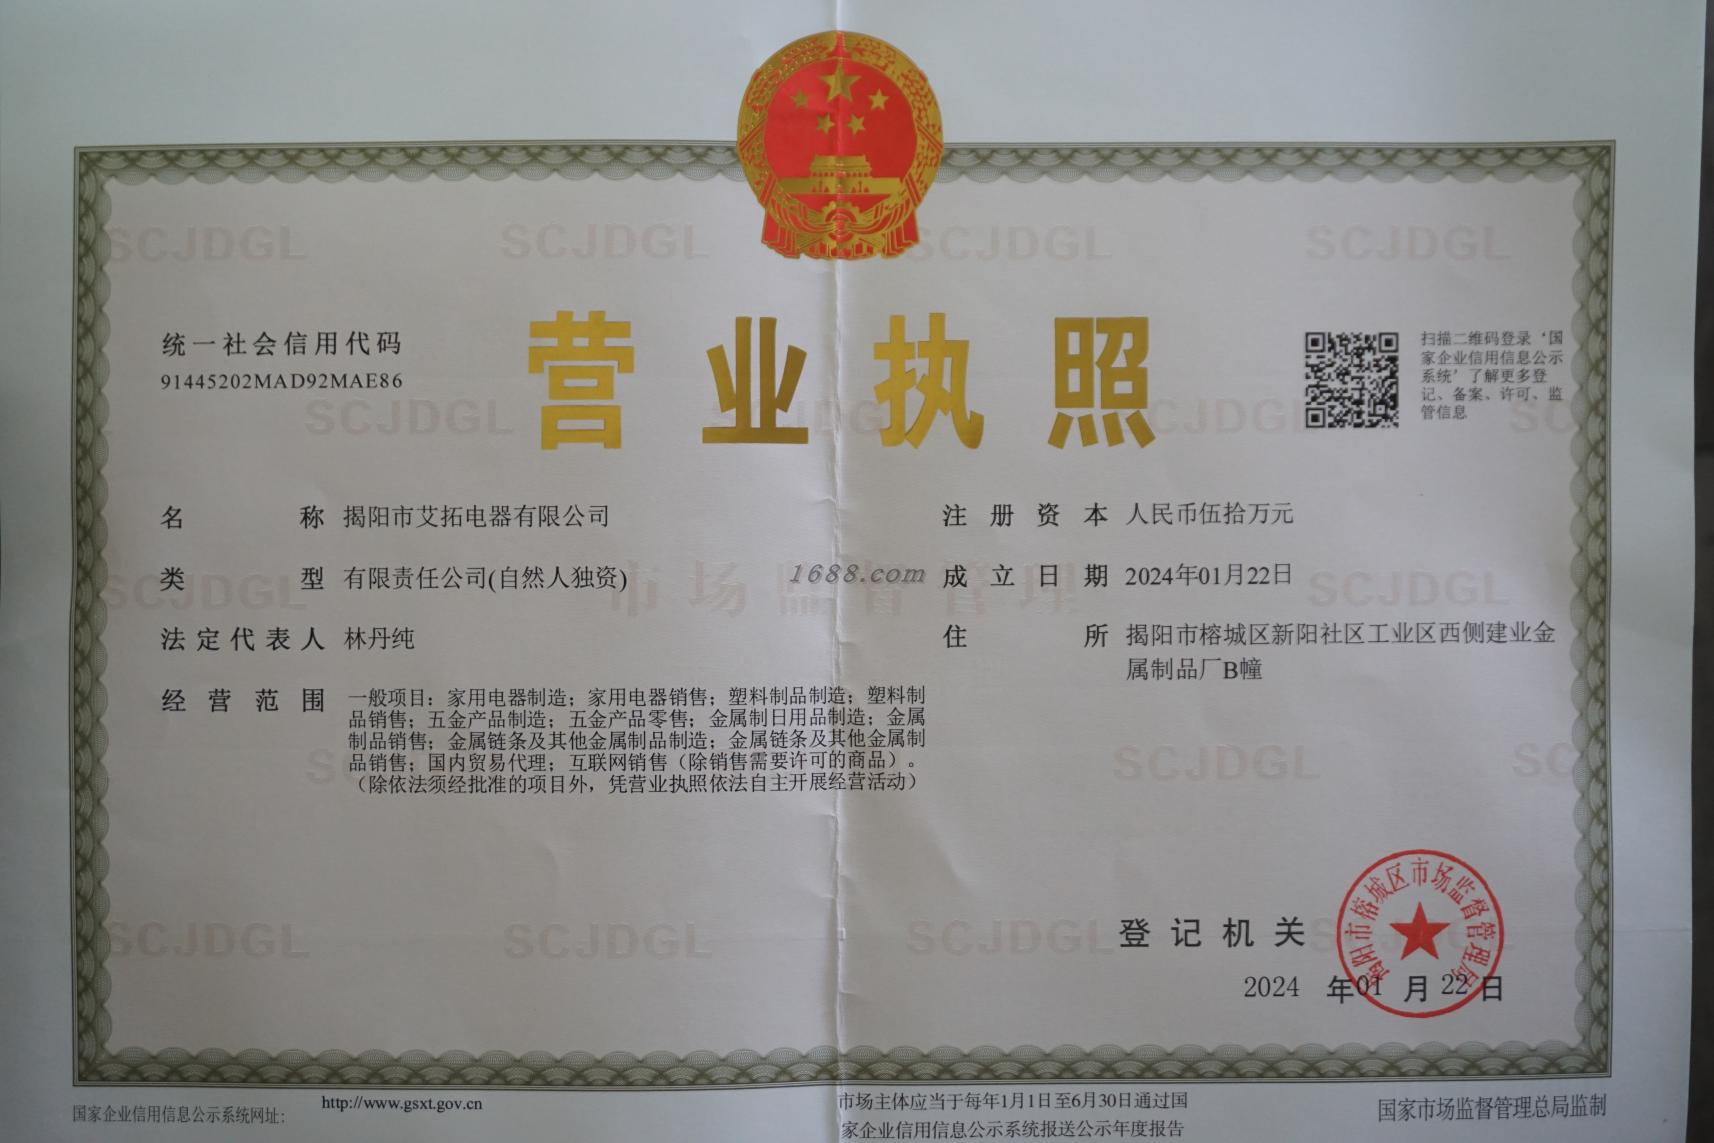 营业执照
统一社会信用代码
91445202MAD92MAE86
扫描二维码登录‘国
家企业信用信息公示
系统’了解更多登
记、备案、许可、监
管信息
名称 揭阳市艾拓电器有限公司
类型 有限责任公司(自然人独资)
法定代表人 林丹纯
经营范围 一般项目：家用电器制造；家用电器销售；塑料制品制造；塑料制
品销售；五金产品制造；五金产品零售；金属制日用品制造；金属
制品销售；金属链条及其他金属制品制造；金属链条及其他金属制
品销售；国内贸易代理；互联网销售（除销售需要许可的商品）。
（除依法须经批准的项目外，凭营业执照依法自主开展经营活动）
注册资本 人民币伍拾万元
成立日期 2024年01月22日
住所 揭阳市榕城区新阳社区工业区西侧建业金
属制品厂B幢
1688.com
市场监督管理
SCJDGL
登记机关
揭阳市榕城区市场监督管理局
2024年01月22日
国家企业信用信息公示系统网址：
http://www.gsxt.gov.cn
市场主体应当于每年1月1日至6月30日通过国
家企业信用信息公示系统报送公示年度报告
国家市场监督管理总局监制